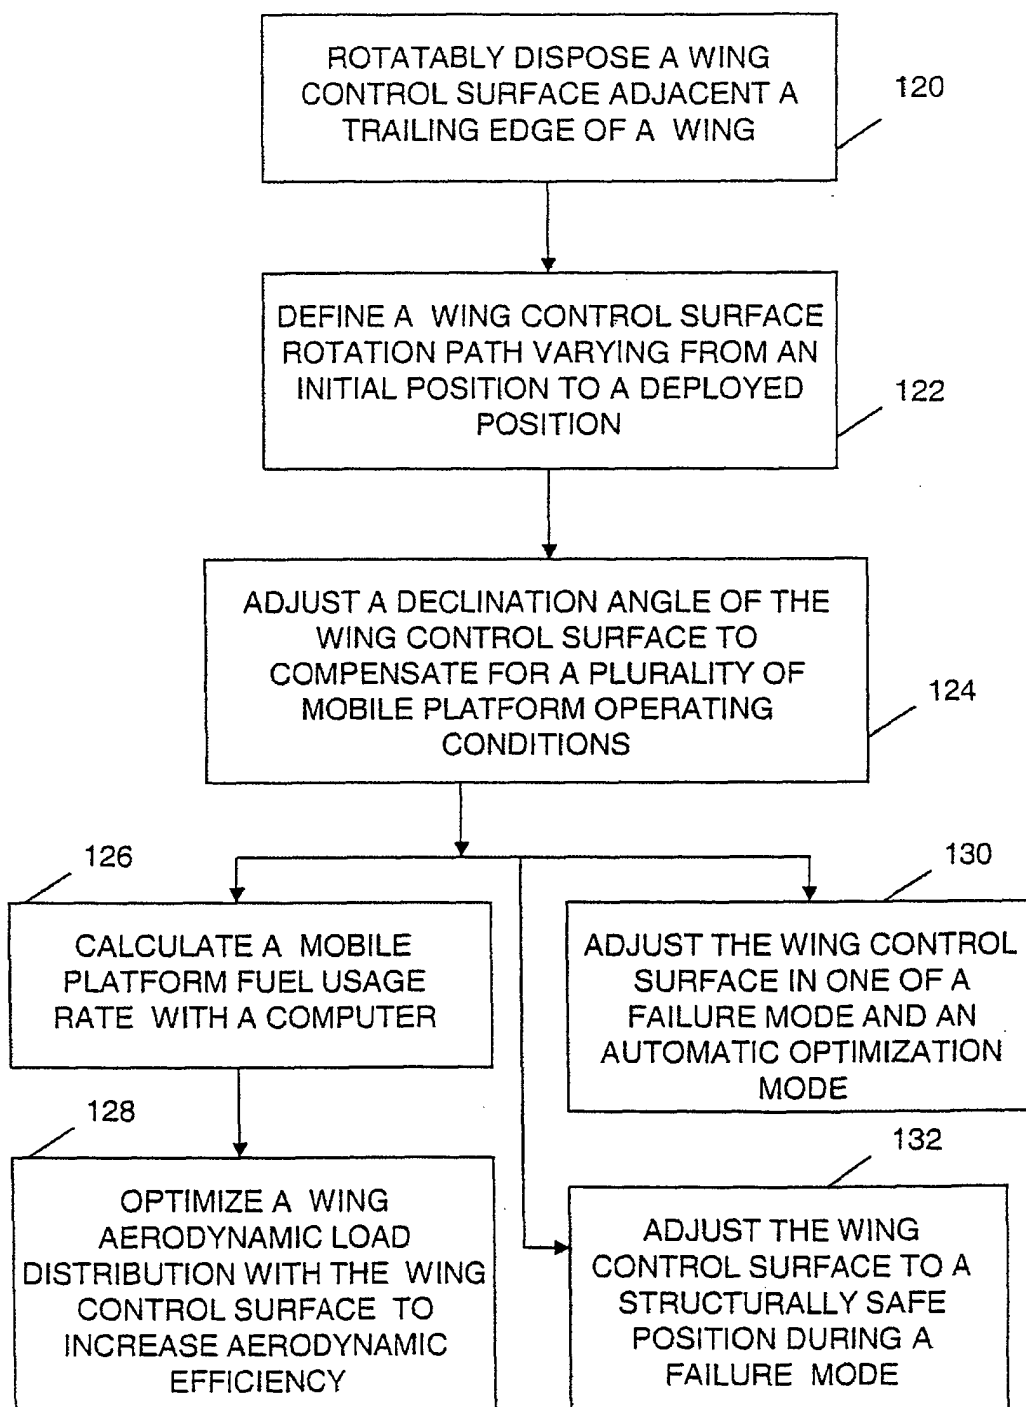 ROTATABLY DISPOSE A WING
CONTROL SURFACE ADJACENT A
TRAILING EDGE OF A WING
120
DEFINE A WING CONTROL SURFACE
ROTATION PATH VARYING FROM AN
INITIAL POSITION TO A DEPLOYED
POSITION
122
ADJUST A DECLINATION ANGLE OF THE
WING CONTROL SURFACE TO
COMPENSATE FOR A PLURALITY OF
MOBILE PLATFORM OPERATING
CONDITIONS
124
126
CALCULATE A MOBILE
PLATFORM FUEL USAGE
RATE WITH A COMPUTER
130
ADJUST THE WING CONTROL
SURFACE IN ONE OF A
FAILURE MODE AND AN
AUTOMATIC OPTIMIZATION
MODE
128
OPTIMIZE A WING
AERODYNAMIC LOAD
DISTRIBUTION WITH THE WING
CONTROL SURFACE TO
INCREASE AERODYNAMIC
EFFICIENCY
132
ADJUST THE WING
CONTROL SURFACE TO A
STRUCTURALLY SAFE
POSITION DURING A
FAILURE MODE